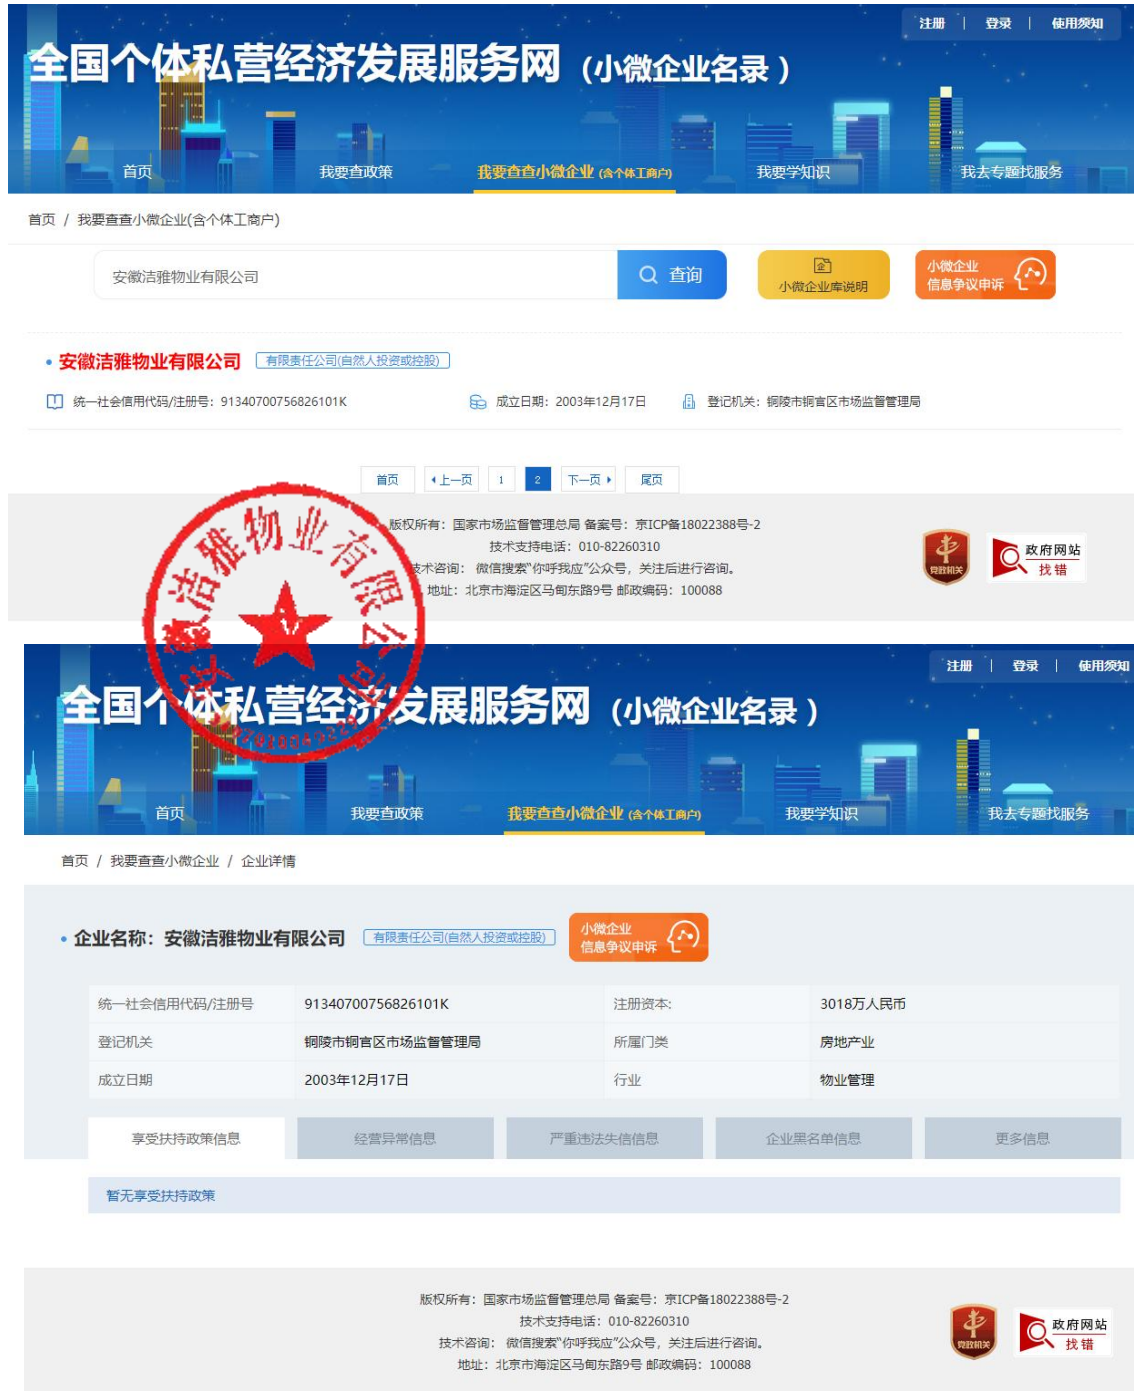 注册 | 登录 | 使用须知
全国个体私营经济发展服务网（小微企业名录）
首页 我要查政策 我要查查小微企业 (含个体工商户) 我要学知识 我去专题找服务
首页 / 我要查查小微企业(含个体工商户)
安徽洁雅物业有限公司 查询 小微企业库说明 小微企业 信息争议申诉
安徽洁雅物业有限公司 有限责任公司(自然人投资或控股)
统一社会信用代码/注册号：91340700756826101K 成立日期：2003年12月17日 登记机关：铜陵市铜官区市场监督管理局
首页 上一页 1 2 下一页 尾页
版权所有：国家市场监督管理总局 备案号：京ICP备18022388号-2
技术支持电话：010-82260310
技术咨询： 微信搜索“你呼我应”公众号，关注后进行咨询。
地址：北京市海淀区马甸东路9号 邮政编码：100088
党政机关 政府网站 找错
安徽洁雅物业有限公司
注册 | 登录 | 使用须知
全国个体私营经济发展服务网（小微企业名录）
首页 我要查政策 我要查查小微企业 (含个体工商户) 我要学知识 我去专题找服务
首页 / 我要查查小微企业 / 企业详情
企业名称：安徽洁雅物业有限公司 有限责任公司(自然人投资或控股) 小微企业 信息争议申诉
统一社会信用代码/注册号 91340700756826101K 注册资本: 3018万人民币
登记机关 铜陵市铜官区市场监督管理局 所属门类 房地产业
成立日期 2003年12月17日 行业 物业管理
享受扶持政策信息 经营异常信息 严重违法失信信息 企业黑名单信息 更多信息
暂无享受扶持政策
版权所有：国家市场监督管理总局 备案号：京ICP备18022388号-2
技术支持电话：010-82260310
技术咨询： 微信搜索“你呼我应”公众号，关注后进行咨询。
地址：北京市海淀区马甸东路9号 邮政编码：100088
党政机关 政府网站 找错